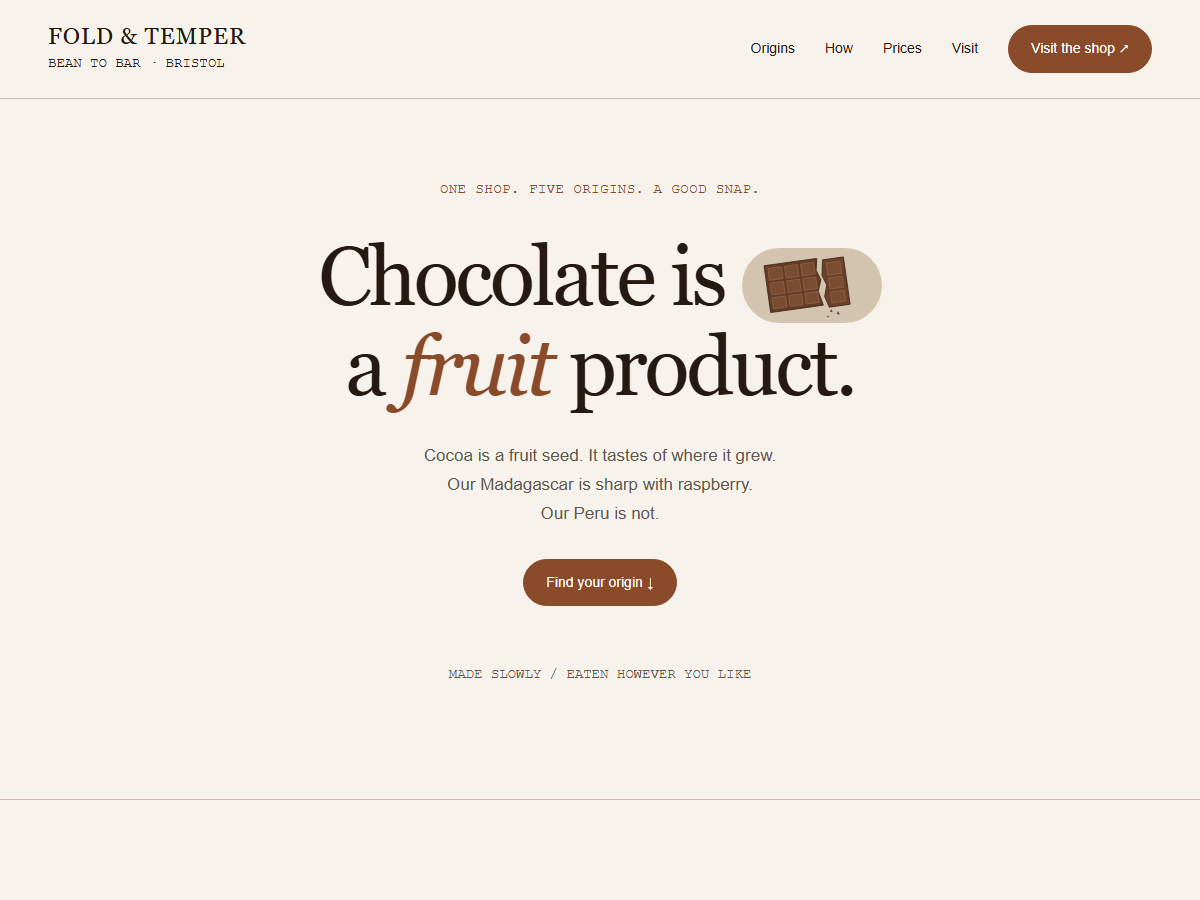 FOLD & TEMPER
BEAN TO BAR · BRISTOL
Origins How Prices Visit Visit the shop ↗
ONE SHOP. FIVE ORIGINS. A GOOD SNAP.
Chocolate is
a fruit product.
Cocoa is a fruit seed. It tastes of where it grew.
Our Madagascar is sharp with raspberry.
Our Peru is not.
Find your origin ↓
MADE SLOWLY / EATEN HOWEVER YOU LIKE